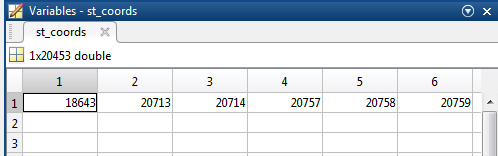 Variables - st_coords
st_coords
1x20453 double
1 2 3 4 5 6
1 18643 20713 20714 20757 20758 20759
2
3